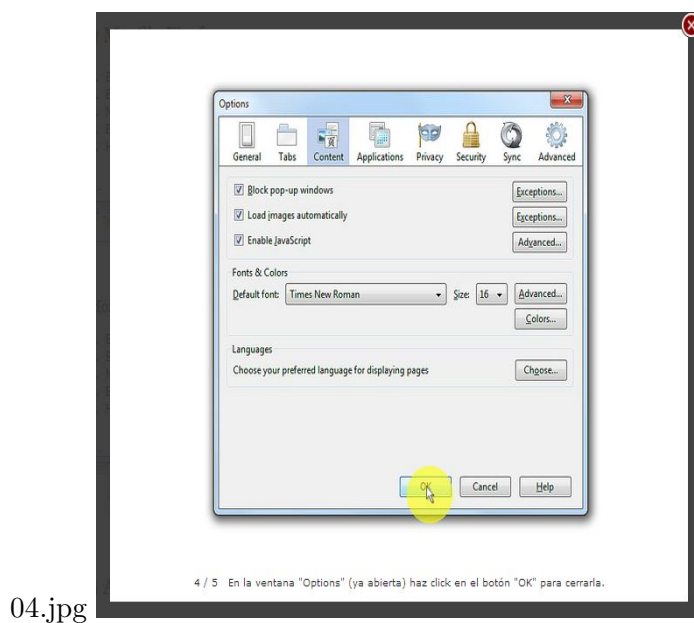 Options
General Tabs Content Applications Privacy Security Sync Advanced
Block pop-up windows Exceptions...
Load images automatically Exceptions...
Enable JavaScript Advanced...
Fonts & Colors
Default font: Times New Roman Size: 16 Advanced...
Colors...
Languages
Choose your preferred language for displaying pages Choose...
OK Cancel Help
4 / 5 En la ventana "Options" (ya abierta) haz click en el botón "OK" para cerrarla.
04.jpg